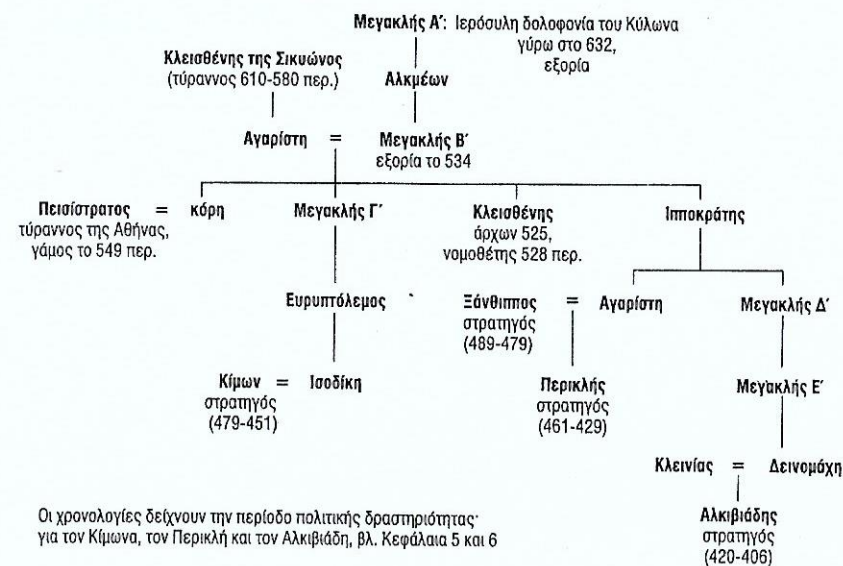 Μεγακλής Α΄: Ιερόσυλη δολοφονία του Κύλωνα
γύρω στο 632,
εξορία
Κλεισθένης της Σικυώνος
(τύραννος 610-580 περ.)
Αλκμέων
Αγαρίστη = Μεγακλής Β΄
εξορία το 534
Πεισίστρατος = κόρη
τύραννος της Αθήνας,
γάμος το 549 περ.
Μεγακλής Γ΄
Κλεισθένης
άρχων 525,
νομοθέτης 528 περ.
Ιπποκράτης
Ευρυπτόλεμος
Ξάνθιππος = Αγαρίστη
στρατηγός
(489-479)
Μεγακλής Δ΄
Κίμων = Ισοδίκη
στρατηγός
(479-451)
Περικλής
στρατηγός
(461-429)
Μεγακλής Ε΄
Κλεινίας = Δεινομάχη
Αλκιβιάδης
στρατηγός
(420-406)
Οι χρονολογίες δείχνουν την περίοδο πολιτικής δραστηριότητας·
για τον Κίμωνα, τον Περικλή και τον Αλκιβιάδη, βλ. Κεφάλαια 5 και 6